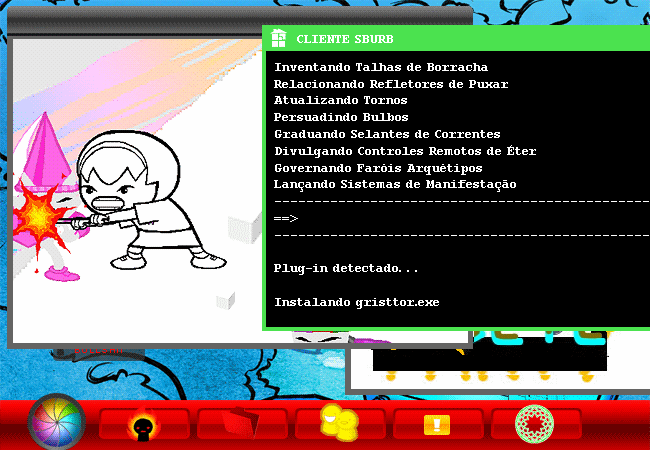 CLIENTE SBURB
Inventando Talhas de Borracha
Relacionando Refletores de Puxar
Atualizando Tornos
Persuadindo Bulbos
Graduando Selantes de Correntes
Divulgando Controles Remotos de Éter
Governando Faróis Arquétipos
Lançando Sistemas de Manifestação
==>
Plug-in detectado...
Instalando gristtor.exe